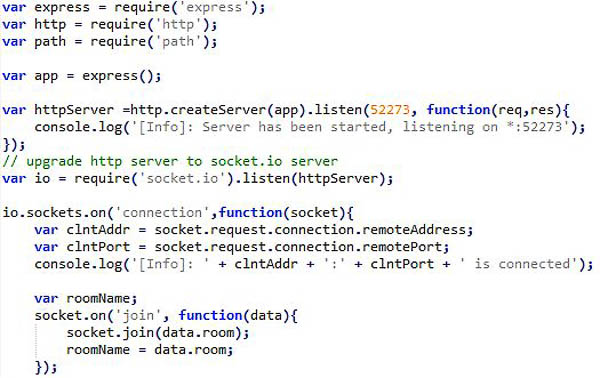 var express = require('express');
var http = require('http');
var path = require('path');

var app = express();

var httpServer =http.createServer(app).listen(52273, function(req,res){
    console.log('[Info]: Server has been started, listening on *:52273');
});
// upgrade http server to socket.io server
var io = require('socket.io').listen(httpServer);

io.sockets.on('connection',function(socket){
    var clntAddr = socket.request.connection.remoteAddress;
    var clntPort = socket.request.connection.remotePort;
    console.log('[Info]: ' + clntAddr + ':' + clntPort + ' is connected');

    var roomName;
    socket.on('join', function(data){
        socket.join(data.room);
        roomName = data.room;
    });